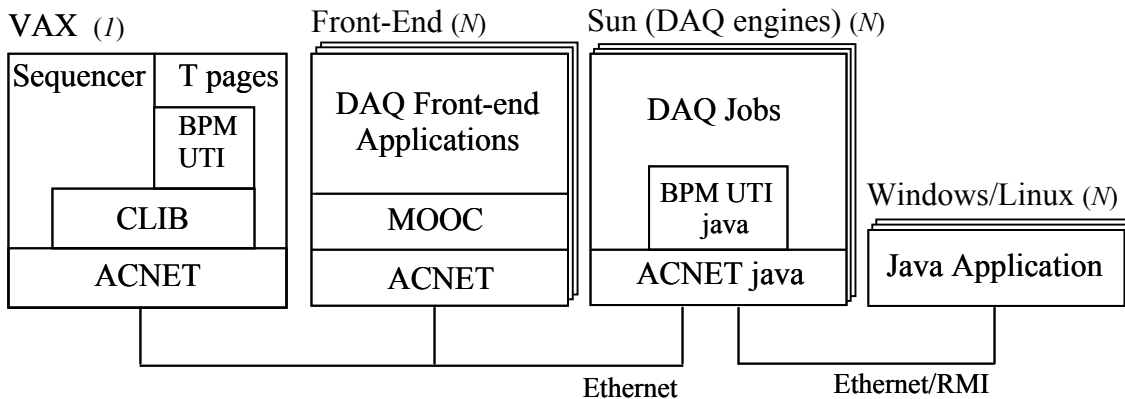 VAX (1)
Front-End (N)
Sun (DAQ engines) (N)
Sequencer
T pages
BPM
UTI
CLIB
ACNET
DAQ Front-end
Applications
MOOC
ACNET
DAQ Jobs
BPM UTI
java
ACNET java
Windows/Linux (N)
Java Application
Ethernet
Ethernet/RMI